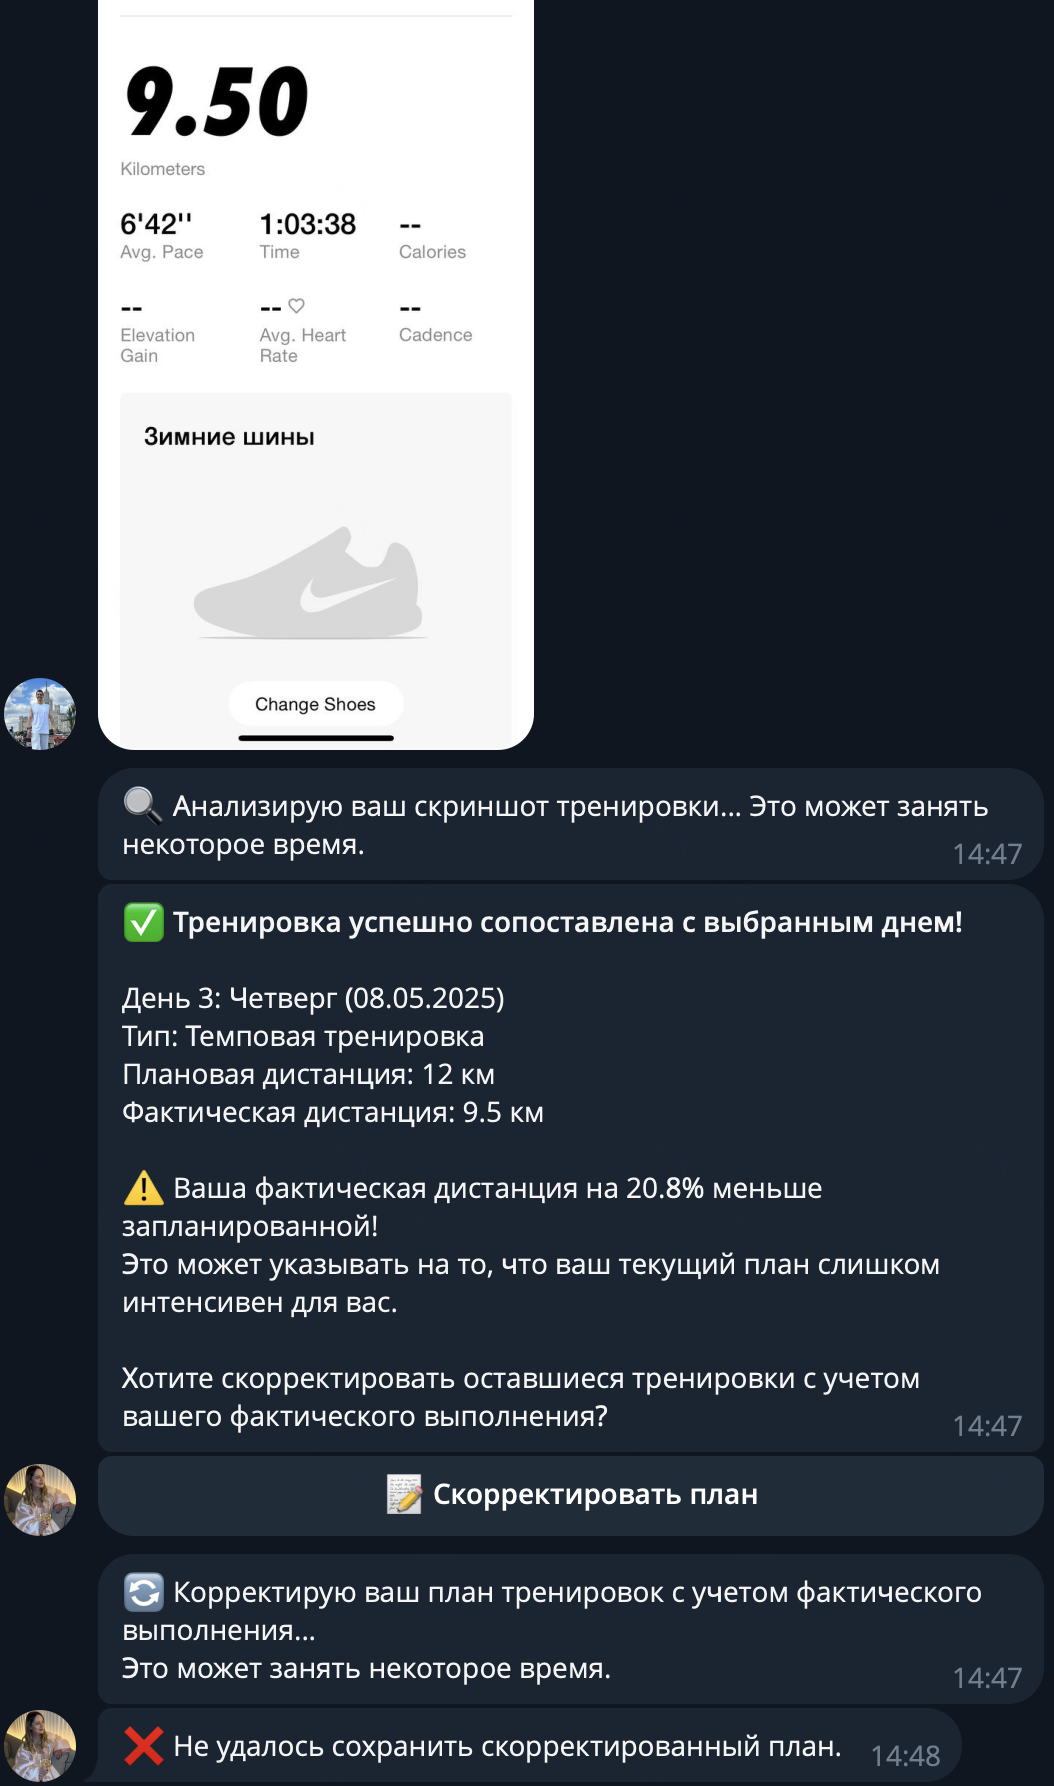 9.50
Kilometers
6'42'' 1:03:38 --
Avg. Pace Time Calories
-- -- --
Elevation Gain Avg. Heart Rate Cadence
Зимние шины
Change Shoes
Анализирую ваш скриншот тренировки... Это может занять
некоторое время.
14:47
Тренировка успешно сопоставлена с выбранным днем!
День 3: Четверг (08.05.2025)
Тип: Темповая тренировка
Плановая дистанция: 12 км
Фактическая дистанция: 9.5 км
Ваша фактическая дистанция на 20.8% меньше
запланированной!
Это может указывать на то, что ваш текущий план слишком
интенсивен для вас.
Хотите скорректировать оставшиеся тренировки с учетом
вашего фактического выполнения?
14:47
Скорректировать план
Корректирую ваш план тренировок с учетом фактического
выполнения...
Это может занять некоторое время.
14:47
Не удалось сохранить скорректированный план.
14:48